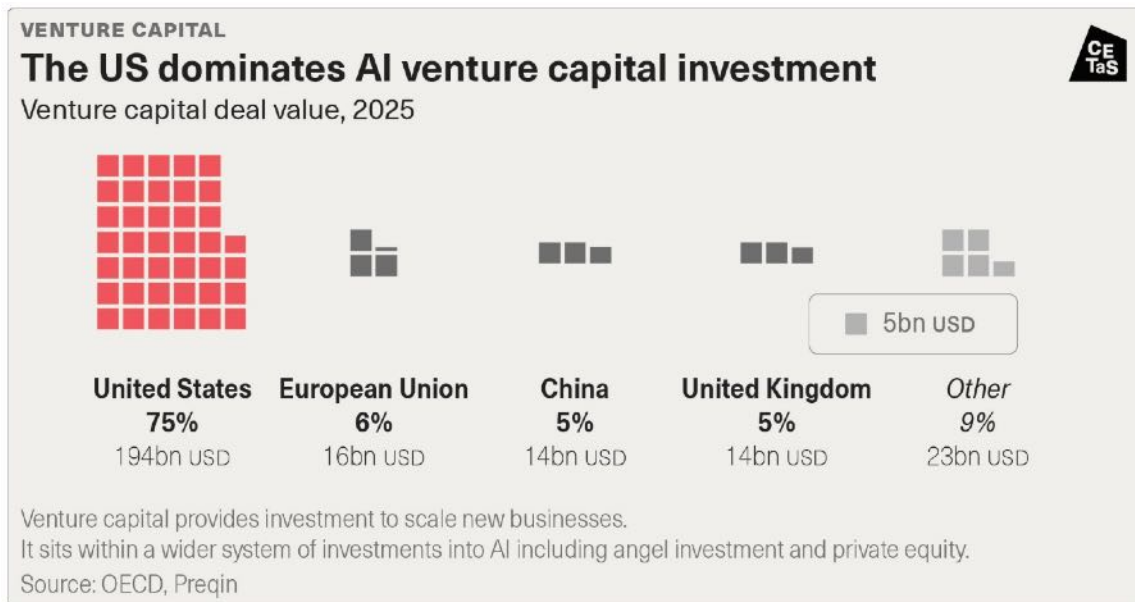 VENTURE CAPITAL
The US dominates AI venture capital investment
Venture capital deal value, 2025
CE
TaS
5bn USD
United States
75%
194bn USD
European Union
6%
16bn USD
China
5%
14bn USD
United Kingdom
5%
14bn USD
Other
9%
23bn USD
Venture capital provides investment to scale new businesses.
It sits within a wider system of investments into AI including angel investment and private equity.
Source: OECD, Preqin